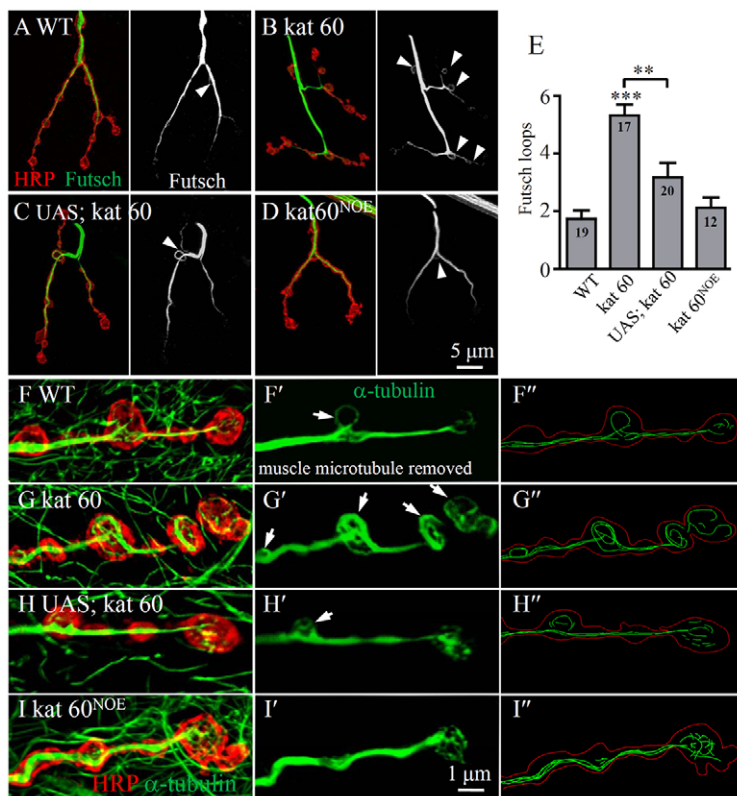 A WT
HRP Futsch
Futsch
B kat 60
C UAS; kat 60
D kat60NOE
5 μm
E
**
***
Futsch loops
6
4
2
0
19
17
20
12
WT
kat 60
UAS; kat 60
kat 60NOE
F WT
F′
α-tubulin
muscle microtubule removed
F″
G kat 60
G′
G″
H UAS; kat 60
H′
H″
I kat 60NOE
HRP α-tubulin
I′
1 μm
I″